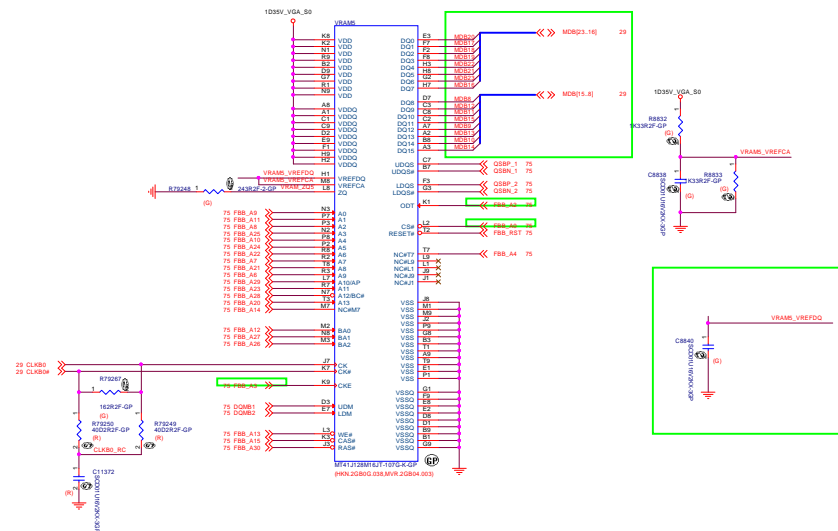 1D35V_VGA_S0
VRAM5
K8 VDD
K2 VDD
N1 VDD
R9 VDD
B2 VDD
D9 VDD
G7 VDD
R1 VDD
N9 VDD
A8 VDDQ
A1 VDDQ
C1 VDDQ
C9 VDDQ
D2 VDDQ
E9 VDDQ
F1 VDDQ
H9 VDDQ
H2 VDDQ
VRAM5_VREFDQ H1 VREFDQ
VRAM5_VREFCA M8 VREFCA
VRAM_ZQ5 L8 ZQ
R79248 1
243R2F-2-GP
(G)
75 FBB_A9 N3 A0
75 FBB_A11 P7 A1
75 FBB_A8 P3 A2
75 FBB_A25 N2 A3
75 FBB_A10 P8 A4
75 FBB_A24 P2 A5
75 FBB_A22 R8 A6
75 FBB_A7 R2 A7
75 FBB_A21 T8 A8
75 FBB_A6 R3 A9
75 FBB_A29 L7 A10/AP
75 FBB_A23 R7 A11
75 FBB_A28 N7 A12/BC#
75 FBB_A20 T3 A13
75 FBB_A14 M7 NC#M7
75 FBB_A12 M2 BA0
75 FBB_A27 N8 BA1
75 FBB_A26 M3 BA2
29 CLKB0 J7 CK
29 CLKB0# K7 CK#
75 FBB_A3 K9 CKE
75 DQMB1 D3 UDM
75 DQMB2 E7 LDM
75 FBB_A13 L3 WE#
75 FBB_A15 K3 CAS#
75 FBB_A30 J3 RAS#
R79267
162R2F-GP
(G)
R79250
40D2R2F-GP
(R)
R79249
40D2R2F-GP
(R)
CLKB0_RC
C11372
(R)
MT41J128M16JT-107G-K-GP
(HKN.2GB0G.038,MVR.2GB04.003)
GP
DQ0 E3 MDB20
DQ1 F7 MDB17
DQ2 F2
DQ3 F8
DQ4 H3
DQ5 H8
DQ6 G2
DQ7 H7
MDB[23..16] 29
DQ8 D7
DQ9 C3
DQ10 C8
DQ11 C2
DQ12 A7
DQ13 A2
DQ14 B8
DQ15 A3 MDB14
MDB[15..8] 29
UDQS C7 QSBP_1 75
UDQS# B7 QSBN_1 75
LDQS F3 QSBP_2 75
LDQS# G3 QSBN_2 75
ODT K1 FBB_A2 75
CS# L2 FBB_A0 75
RESET# T2 FBB_RST 75
NC#T7 T7 FBB_A4 75
NC#L9 L9
NC#L1 L1
NC#J9 J9
NC#J1 J1
VSS J8
VSS M1
VSS M9
VSS J2
VSS P9
VSS G8
VSS B3
VSS T1
VSS A9
VSS T9
VSS E1
VSS P1
VSSQ G1
VSSQ F9
VSSQ E8
VSSQ E2
VSSQ D8
VSSQ D1
VSSQ B9
VSSQ B1
VSSQ G9
1D35V_VGA_S0
R8832
1K33R2F-GP
(G)
VRAM5_VREFCA
C8838
(G)
R8833
1K33R2F-GP
(G)
VRAM5_VREFDQ
C8840
(G)